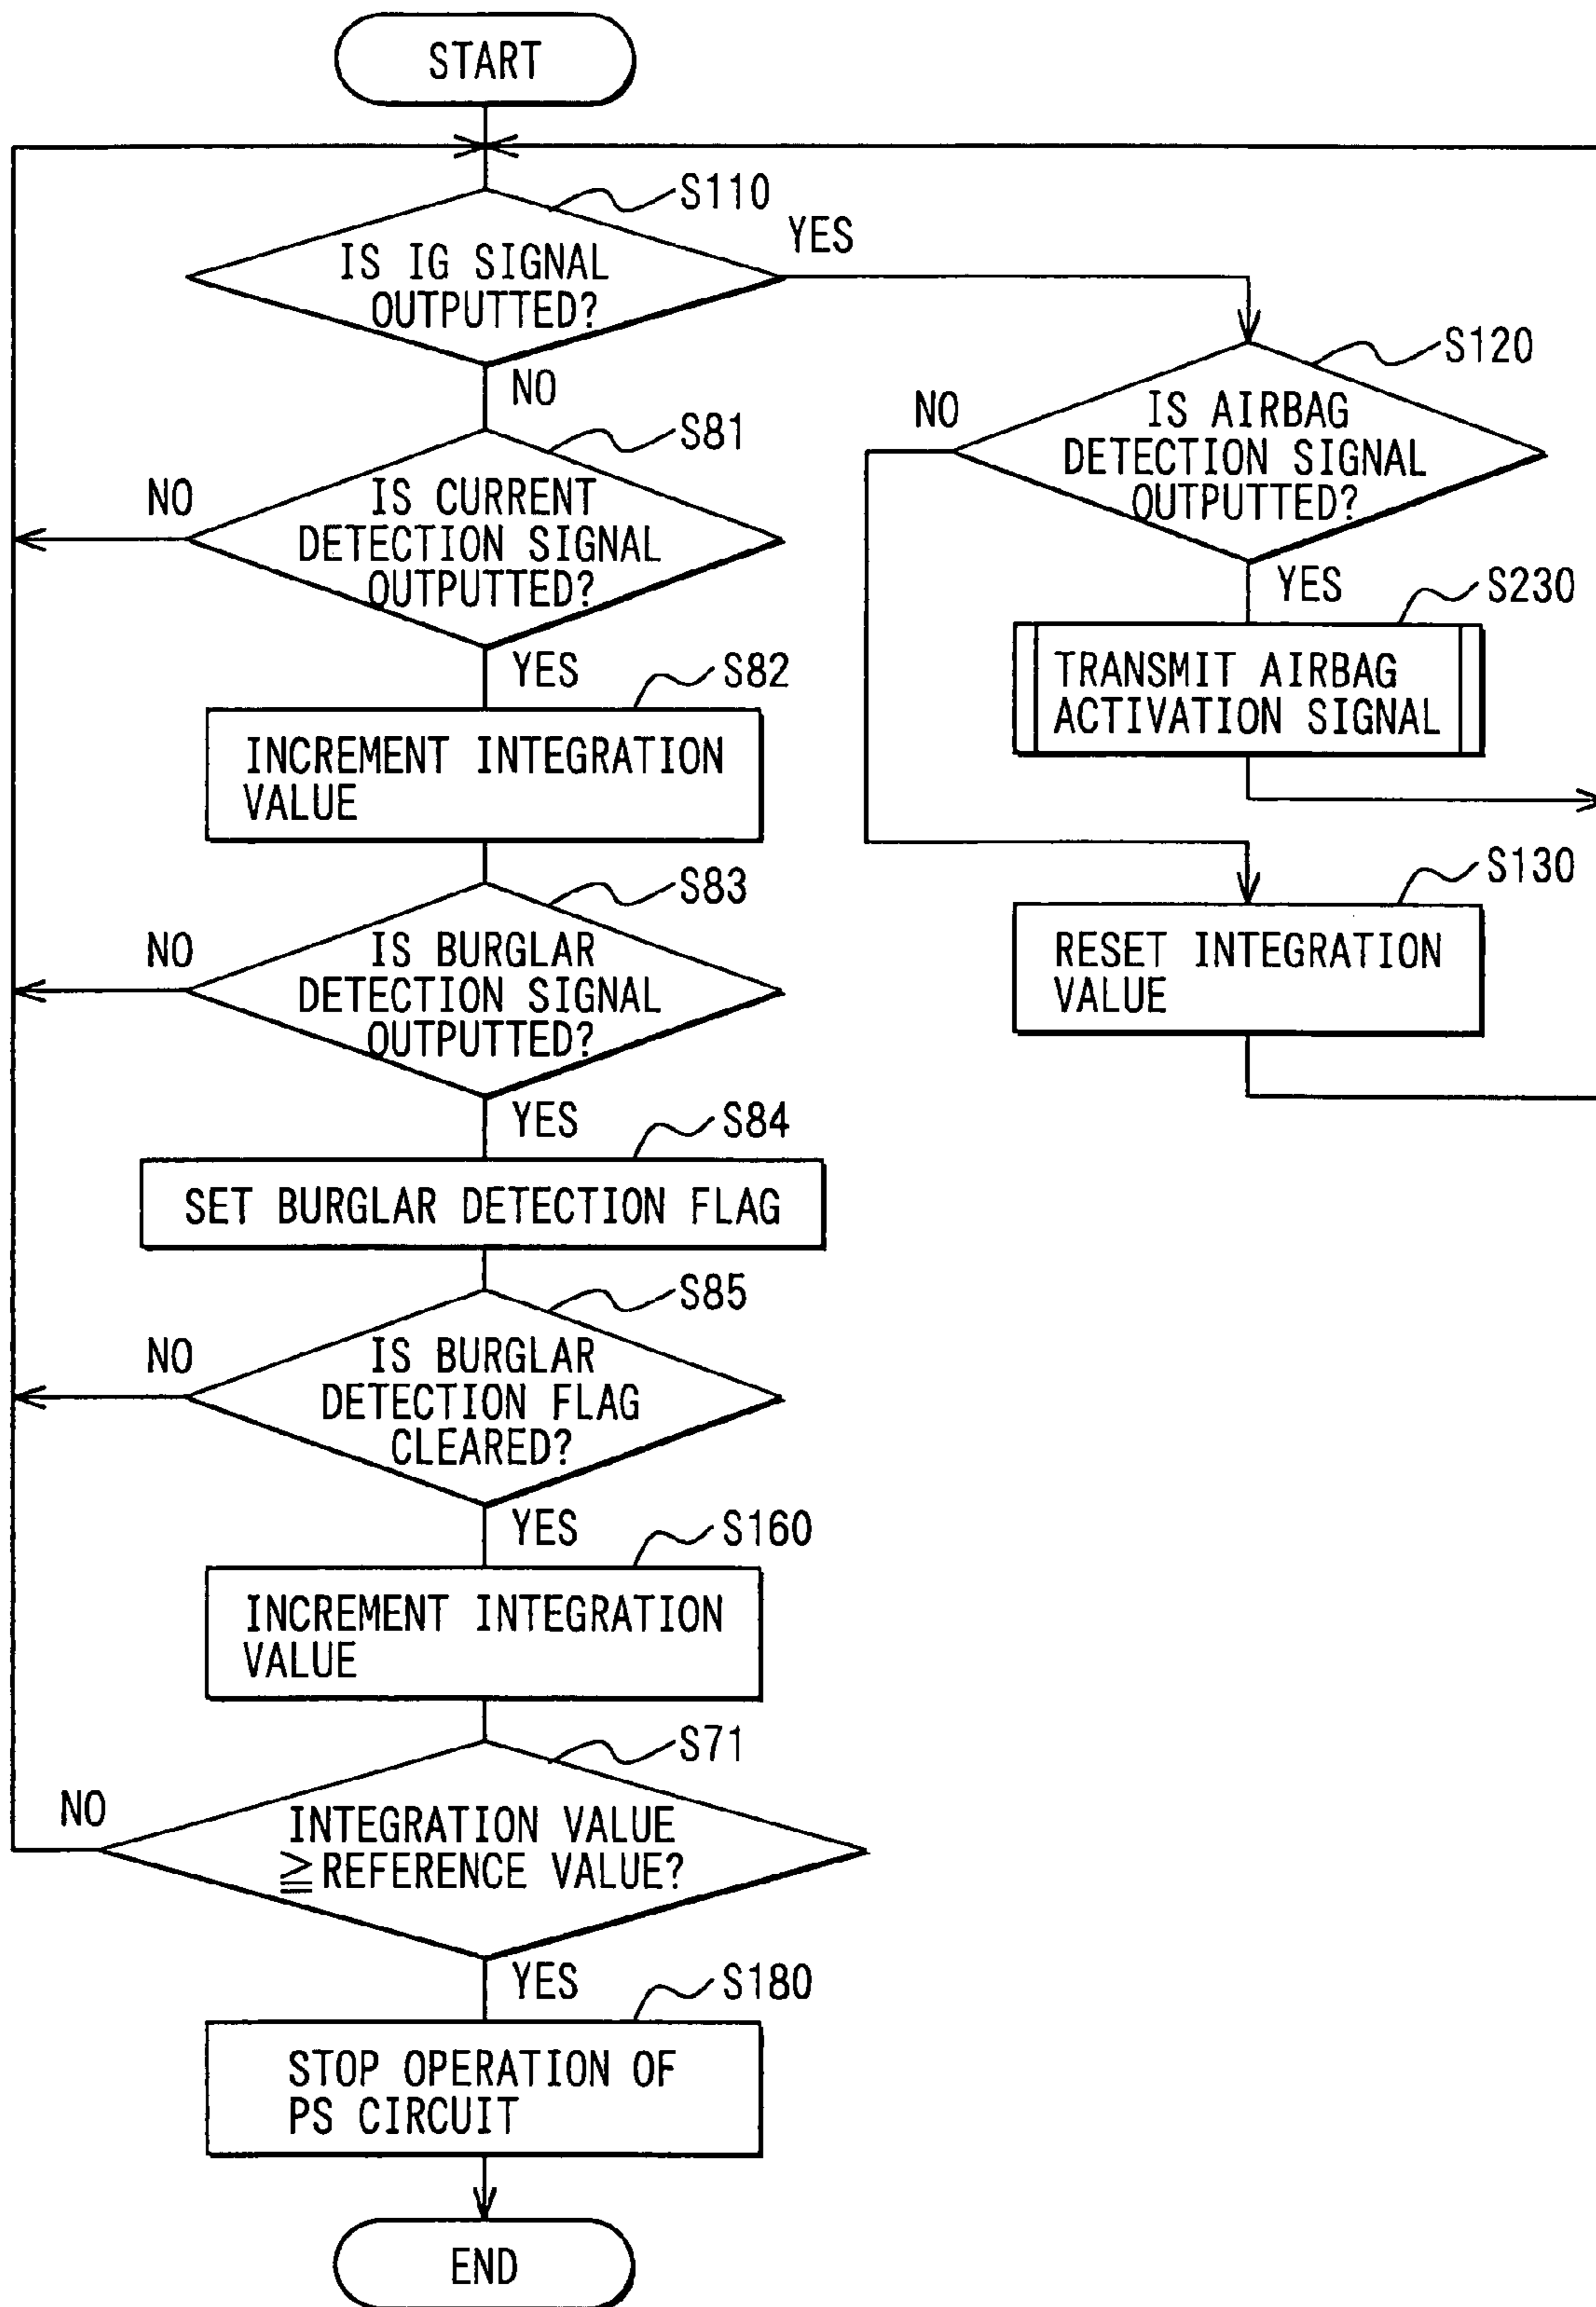 START
S110
IS IG SIGNAL
OUTPUTTED?
YES
NO
S120
IS AIRBAG
DETECTION SIGNAL
OUTPUTTED?
NO
YES
S230
TRANSMIT AIRBAG
ACTIVATION SIGNAL
S130
RESET INTEGRATION
VALUE
S81
IS CURRENT
DETECTION SIGNAL
OUTPUTTED?
NO
YES
S82
INCREMENT INTEGRATION
VALUE
S83
IS BURGLAR
DETECTION SIGNAL
OUTPUTTED?
NO
YES
S84
SET BURGLAR DETECTION FLAG
S85
IS BURGLAR
DETECTION FLAG
CLEARED?
NO
YES
S160
INCREMENT INTEGRATION
VALUE
S71
INTEGRATION VALUE
≧REFERENCE VALUE?
NO
YES
S180
STOP OPERATION OF
PS CIRCUIT
END